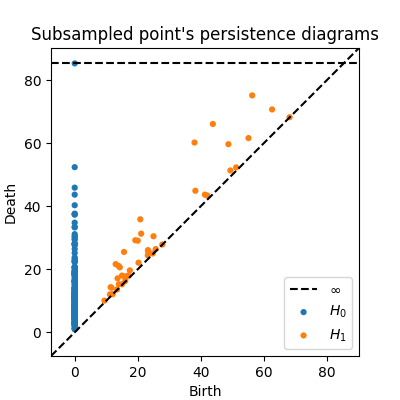 Subsampled point's persistence diagrams
80
60
40
20
0
Death
0 20 40 60 80
Birth
∞
H₀
H₁